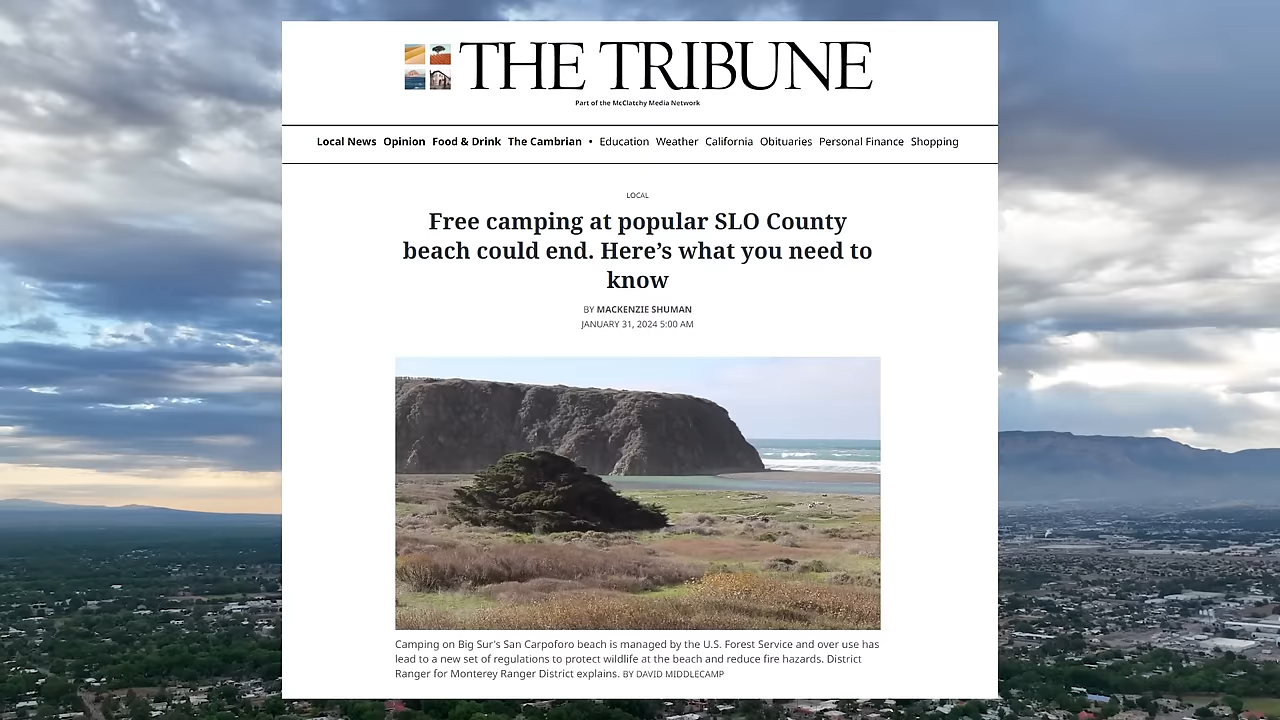 THE TRIBUNE
Part of the McClatchy Media Network
Local News Opinion Food & Drink The Cambrian • Education Weather California Obituaries Personal Finance Shopping
LOCAL
Free camping at popular SLO County
beach could end. Here’s what you need to
know
BY MACKENZIE SHUMAN
JANUARY 31, 2024 5:00 AM
Camping on Big Sur's San Carpoforo beach is managed by the U.S. Forest Service and over use has
lead to a new set of regulations to protect wildlife at the beach and reduce fire hazards. District
Ranger for Monterey Ranger District explains. BY DAVID MIDDLECAMP